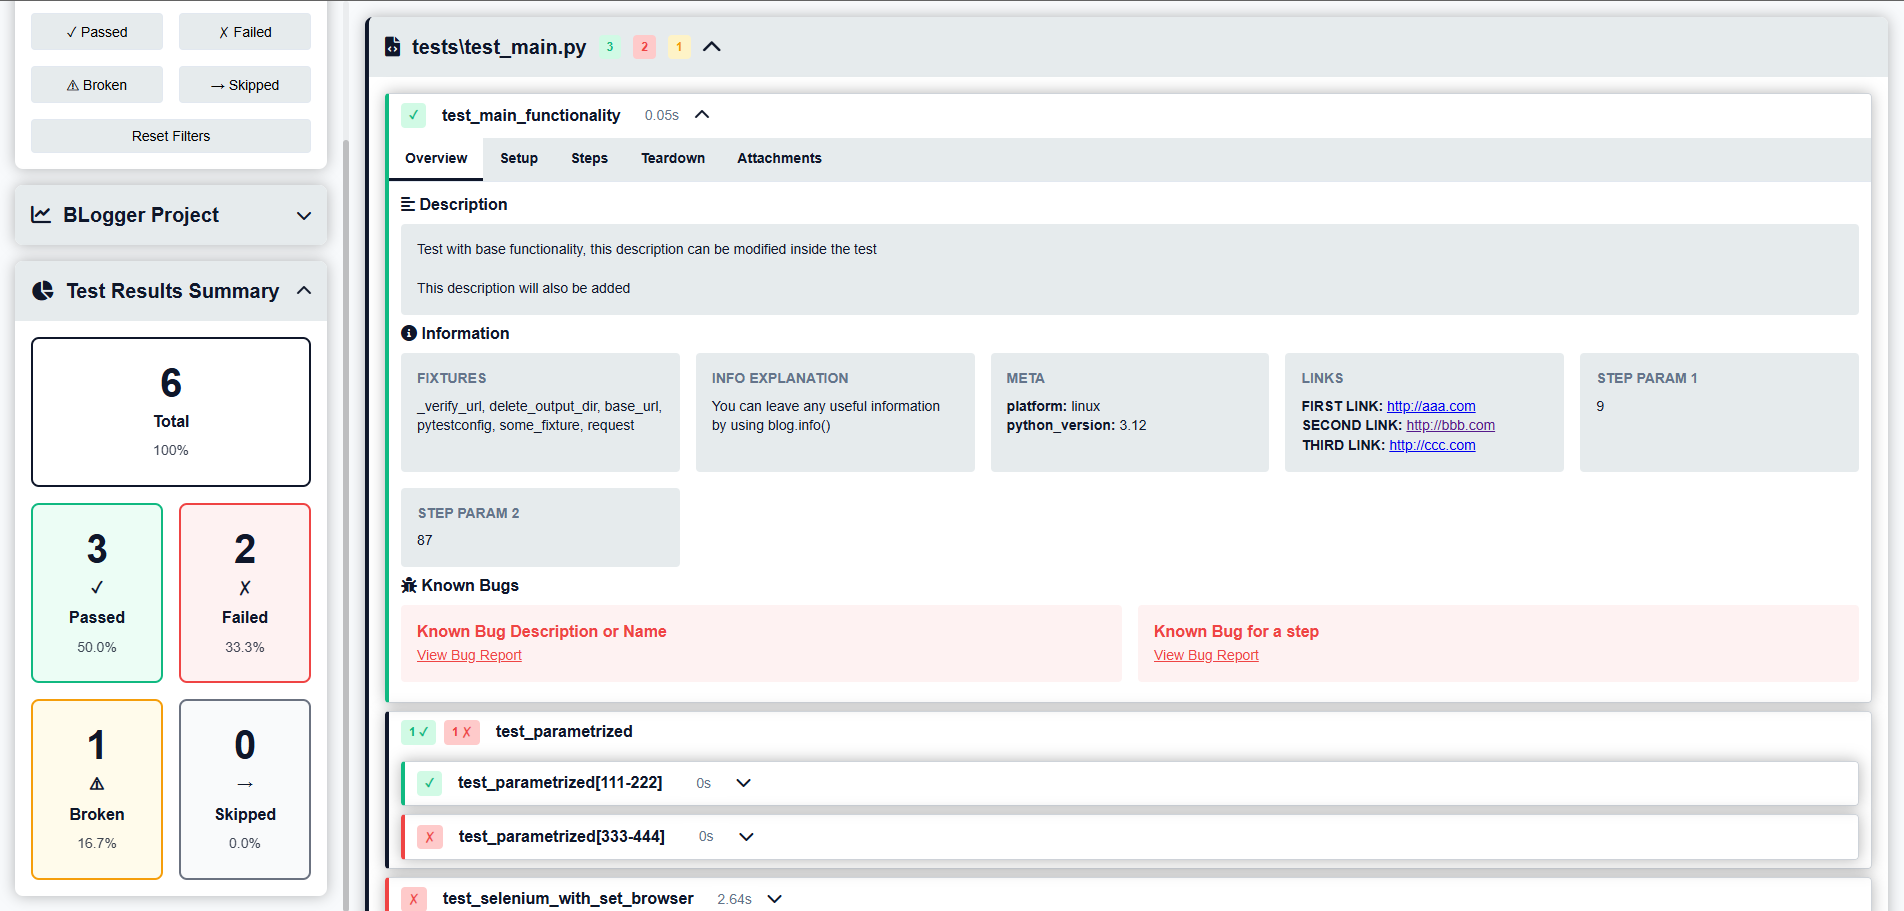 ✓ Passed
✗ Failed
⚠ Broken
→ Skipped
Reset Filters
BLogger Project
Test Results Summary
6
Total
100%
3
✓
Passed
50.0%
2
✗
Failed
33.3%
1
⚠
Broken
16.7%
0
→
Skipped
0.0%
tests\test_main.py 3 2 1
✓ test_main_functionality 0.05s
Overview Setup Steps Teardown Attachments
Description
Test with base functionality, this description can be modified inside the test
This description will also be added
Information
FIXTURES
_verify_url, delete_output_dir, base_url,
pytestconfig, some_fixture, request
INFO EXPLANATION
You can leave any useful information
by using blog.info()
META
platform: linux
python_version: 3.12
LINKS
FIRST LINK: http://aaa.com
SECOND LINK: http://bbb.com
THIRD LINK: http://ccc.com
STEP PARAM 1
9
STEP PARAM 2
87
Known Bugs
Known Bug Description or Name
View Bug Report
Known Bug for a step
View Bug Report
1 ✓ 1 ✗ test_parametrized
✓ test_parametrized[111-222] 0s
✗ test_parametrized[333-444] 0s
✗ test_selenium_with_set_browser 2.64s